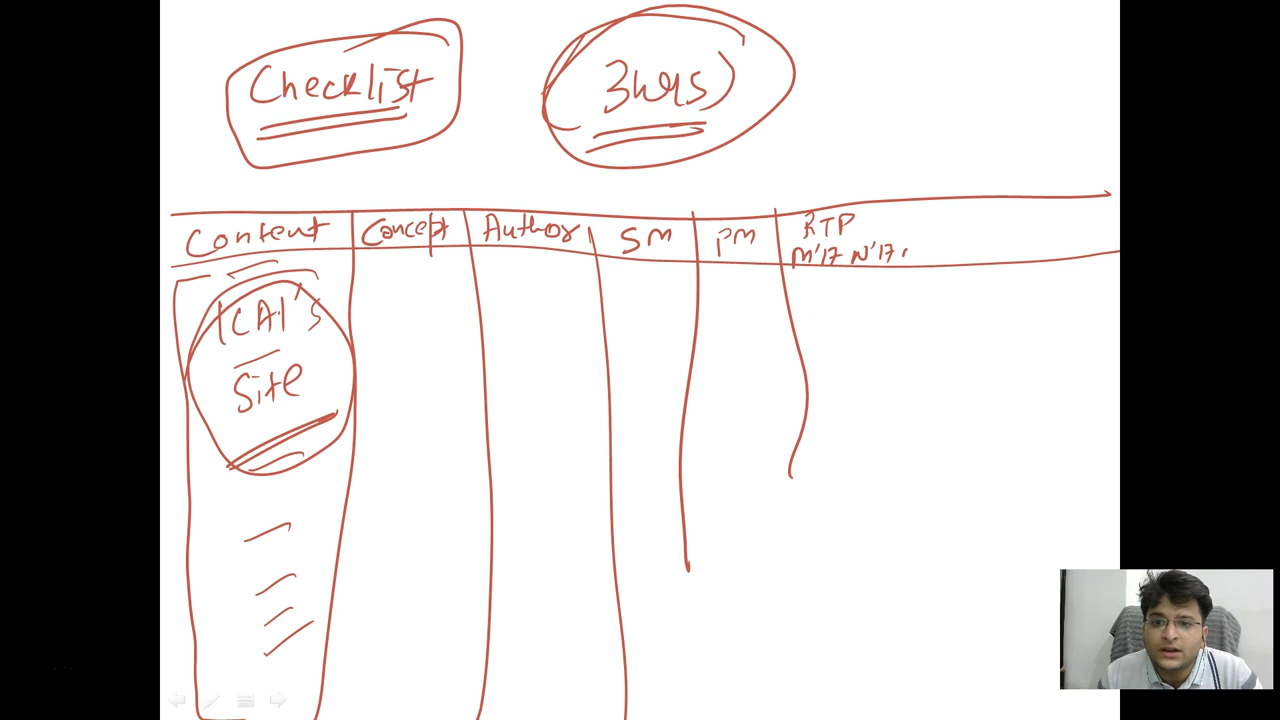 Checklist
3hrs)
Content Concept Author SM PM RTP
M'17 N'17,
ICAI's
Site